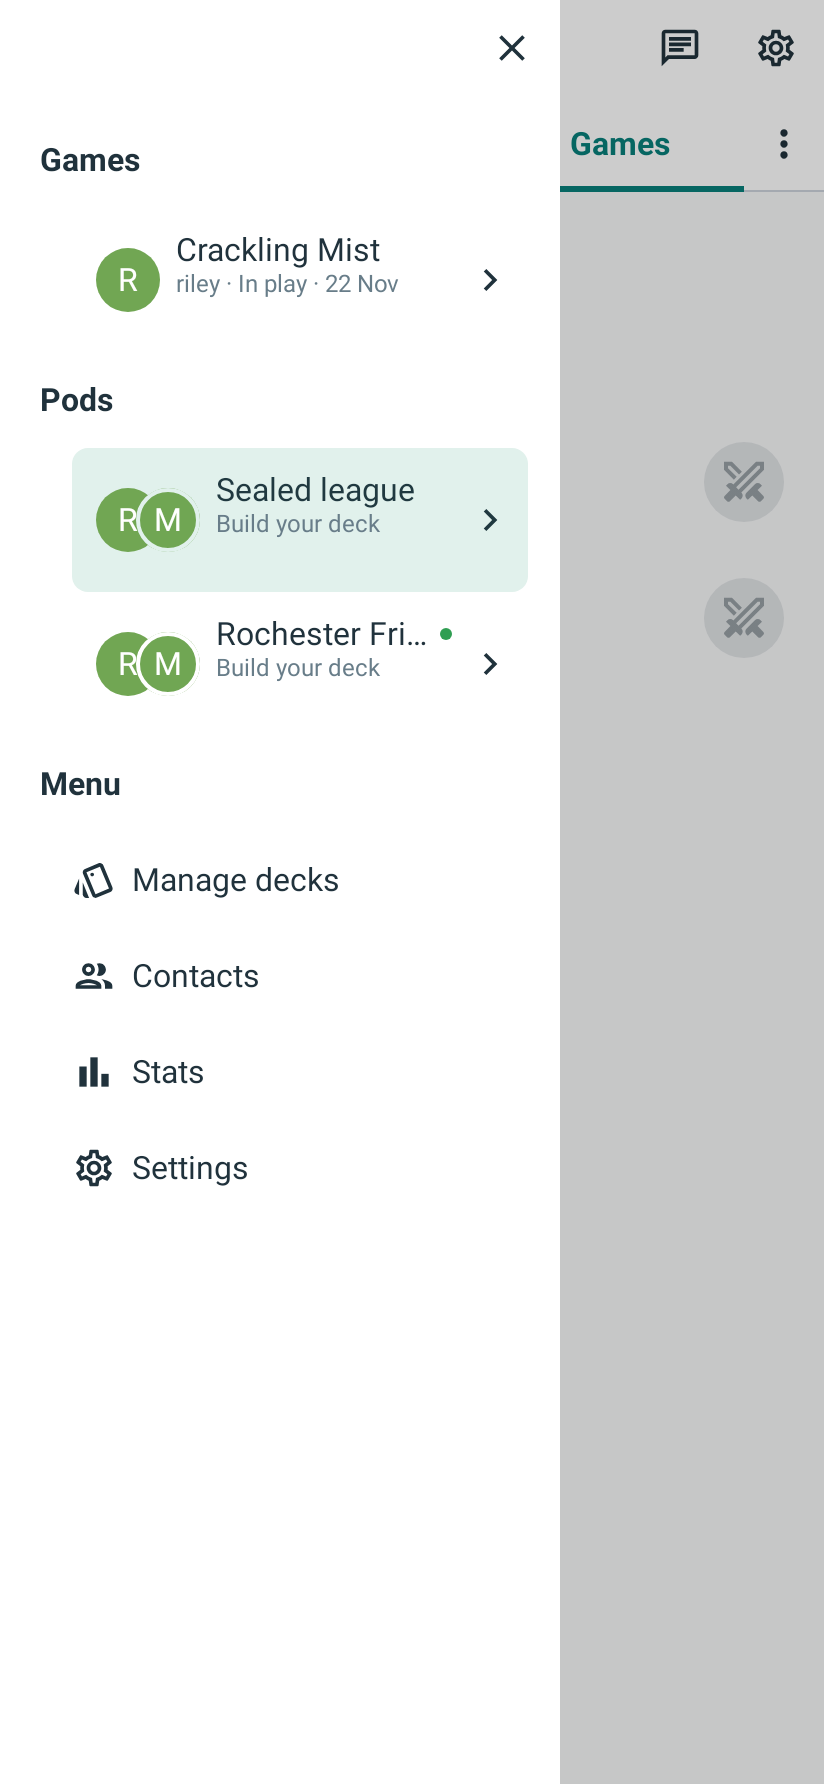 Games
Games
R
Crackling Mist
riley · In play · 22 Nov
Pods
R M
Sealed league
Build your deck
R M
Rochester Fri...
Build your deck
Menu
Manage decks
Contacts
Stats
Settings